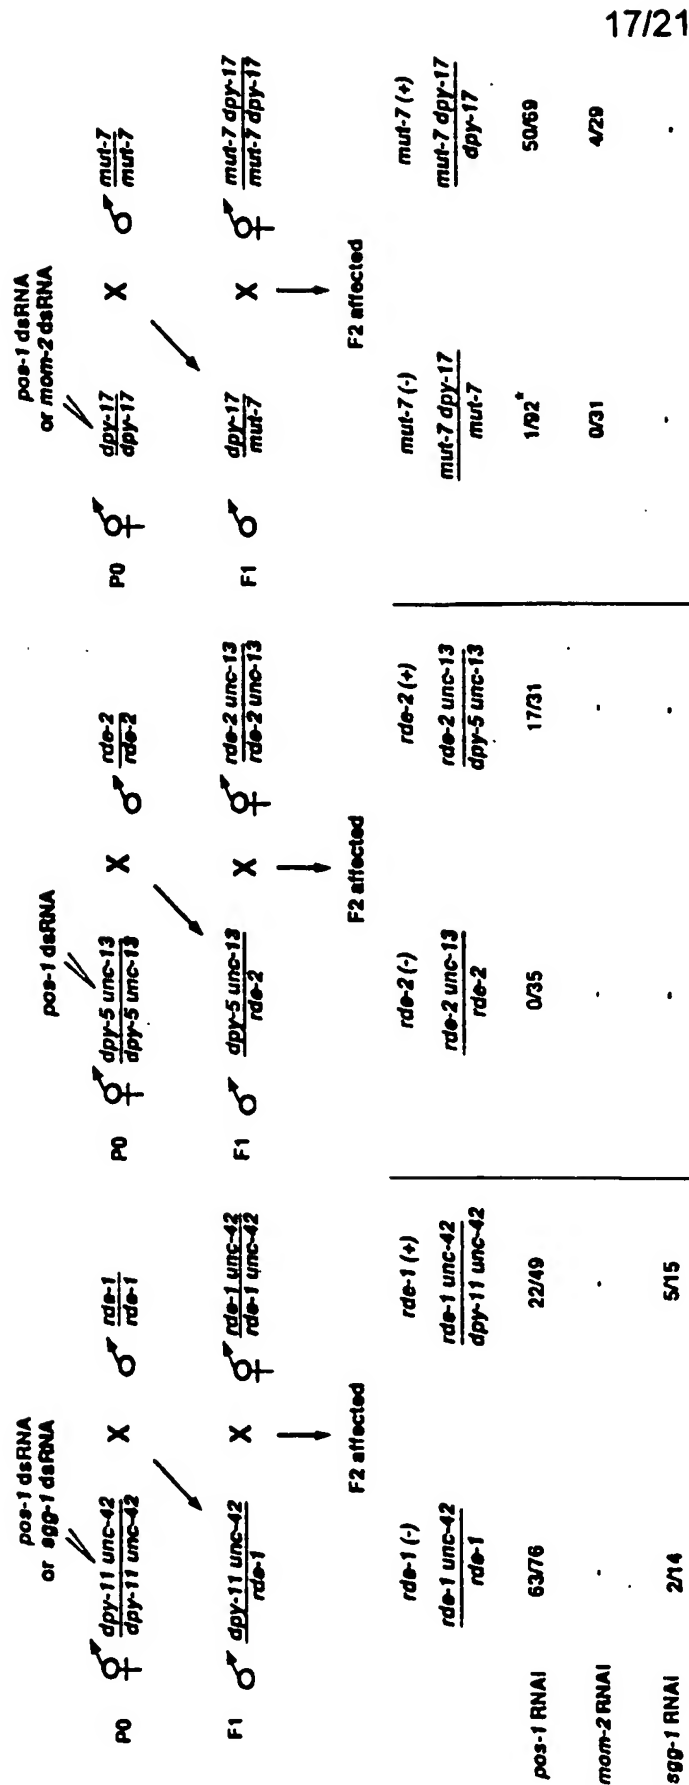 17/21
pos-1 dsRNA
or sgg-1 dsRNA
P0 ⚥ dpy-11 unc-42 X ♂ rde-1
dpy-11 unc-42 rde-1
F1 ♂ dpy-11 unc-42 X ⚥ rde-1 unc-42
rde-1 rde-1 unc-42
F2 affected
rde-1 (-) rde-1 (+)
rde-1 unc-42 rde-1 unc-42
rde-1 dpy-11 unc-42
pos-1 RNAi 63/76 22/49
mom-2 RNAi - -
sgg-1 RNAi 2/14 5/15
pos-1 dsRNA
P0 ⚥ dpy-5 unc-13 X ♂ rde-2
dpy-5 unc-13 rde-2
F1 ♂ dpy-5 unc-13 X ⚥ rde-2 unc-13
rde-2 rde-2 unc-13
F2 affected
rde-2 (-) rde-2 (+)
rde-2 unc-13 rde-2 unc-13
rde-2 dpy-5 unc-13
0/35 17/31
- -
- -
pos-1 dsRNA
or mom-2 dsRNA
P0 ⚥ dpy-17 X ♂ mut-7
dpy-17 mut-7
F1 ♂ dpy-17 X ⚥ mut-7 dpy-17
mut-7 mut-7 dpy-17
F2 affected
mut-7 (-) mut-7 (+)
mut-7 dpy-17 mut-7 dpy-17
mut-7 dpy-17
1/92* 50/69
0/31 4/29
- -